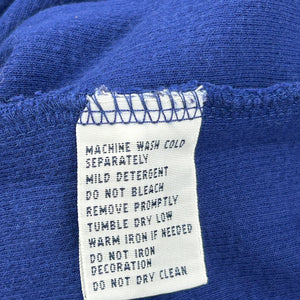 MACHINE WASH COLD
SEPARATELY
MILD DETERGENT
DO NOT BLEACH
REMOVE PROMPTLY
TUMBLE DRY LOW
WARM IRON IF NEEDED
DO NOT IRON
DECORATION
DO NOT DRY CLEAN